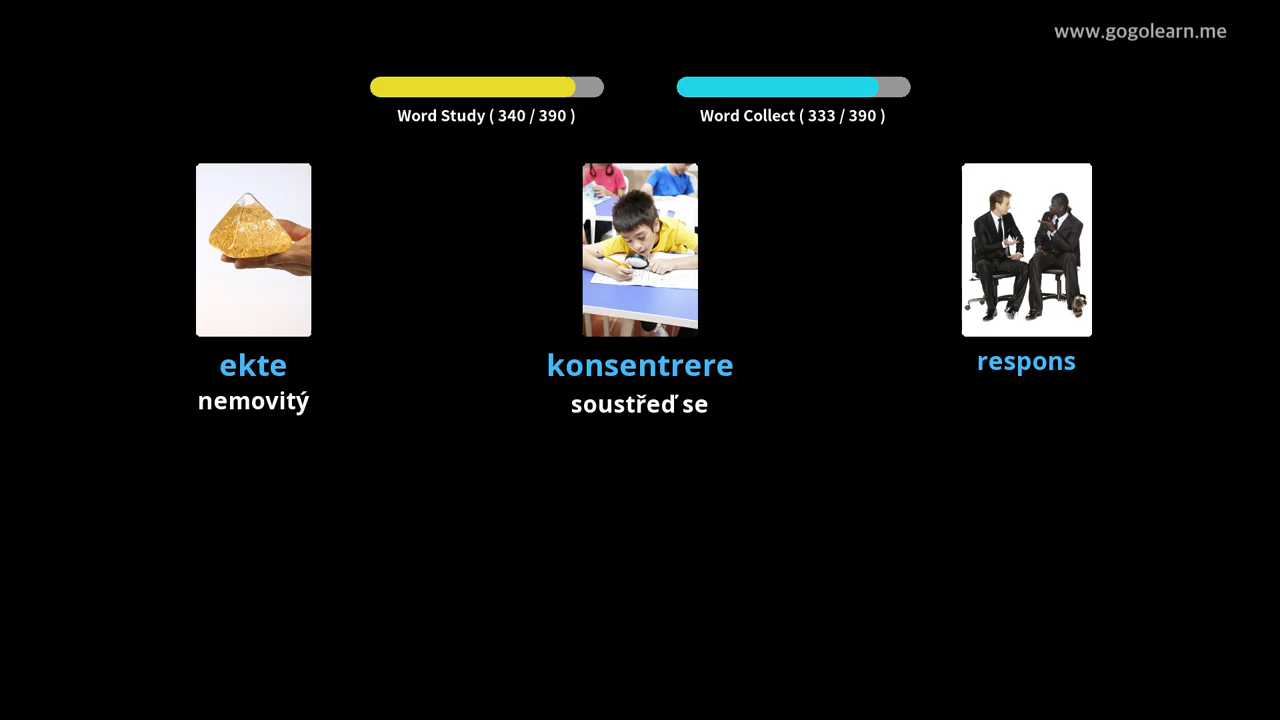 www.gogolearn.me
Word Study ( 340 / 390 )
Word Collect ( 333 / 390 )
ekte
konsentrere
respons
nemovitý
soustřeď se